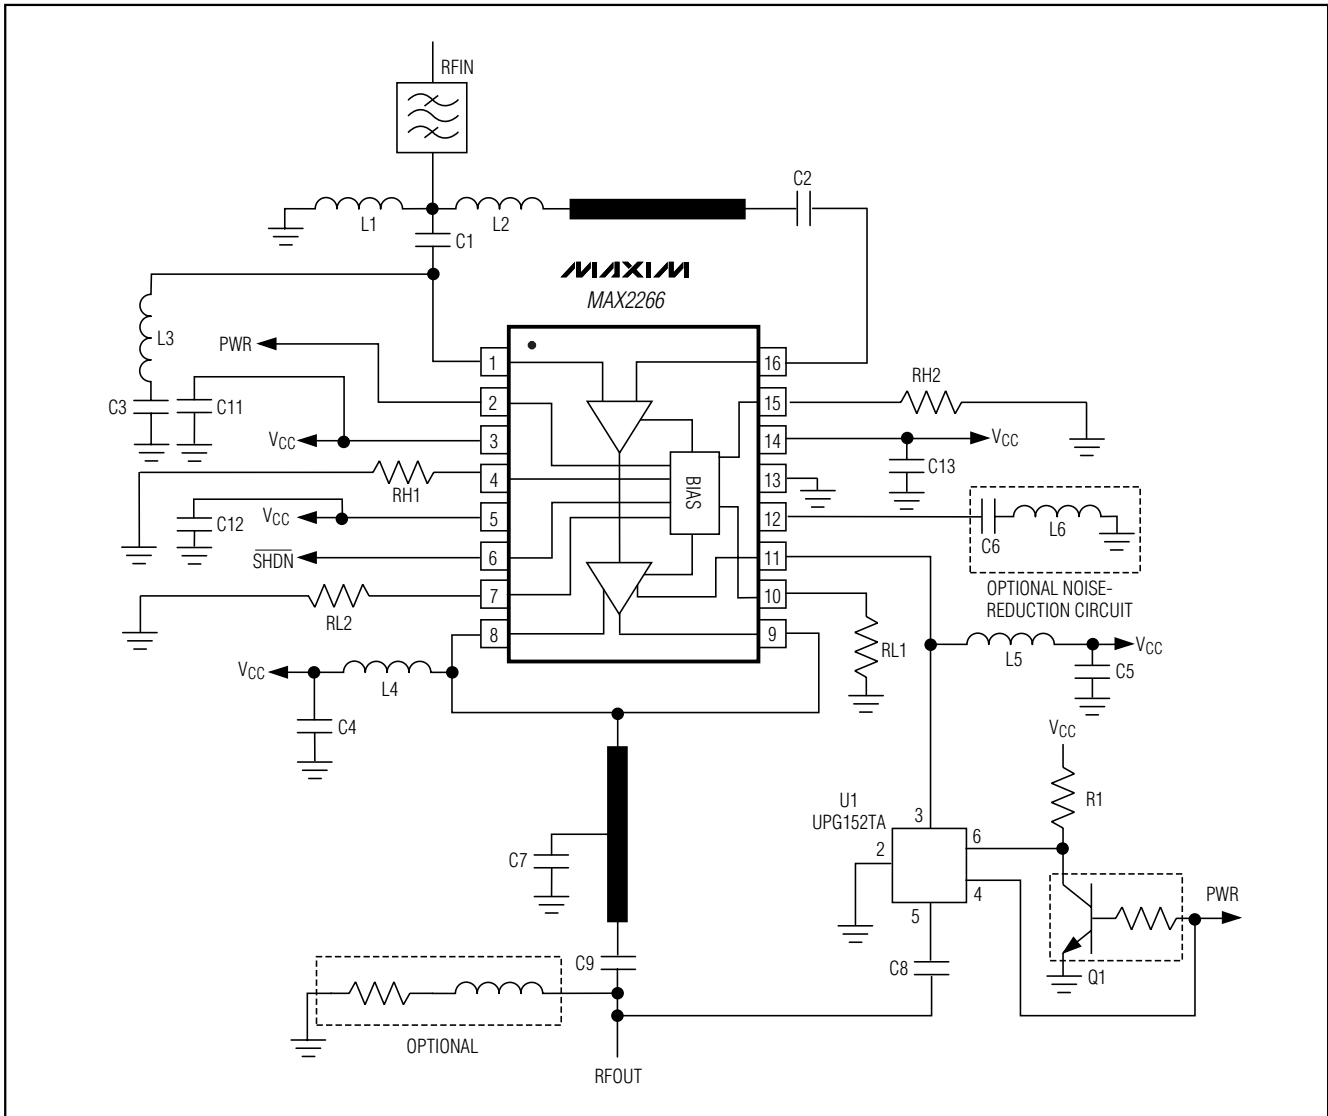 RFIN
C2
L1
L2
C1
MAXIM
MAX2266
L3
PWR
1
16
RH2
C3
C11
2
15
VCC
3
14
VCC
C13
RH1
4
13
BIAS
C12
VCC
5
12
C6
L6
SHDN
6
11
OPTIONAL NOISE-
REDUCTION CIRCUIT
RL2
7
10
8
9
RL1
VCC
L4
L5
VCC
C5
C4
VCC
R1
U1
UPG152TA
3
2
6
4
5
C7
PWR
Q1
C9
C8
OPTIONAL
RFOUT